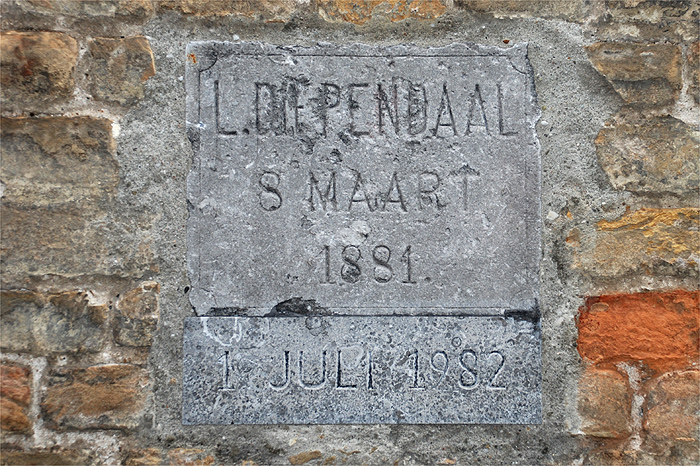 L. DIEPENDAAL
8 MAART
1881.
1 JULI 1982